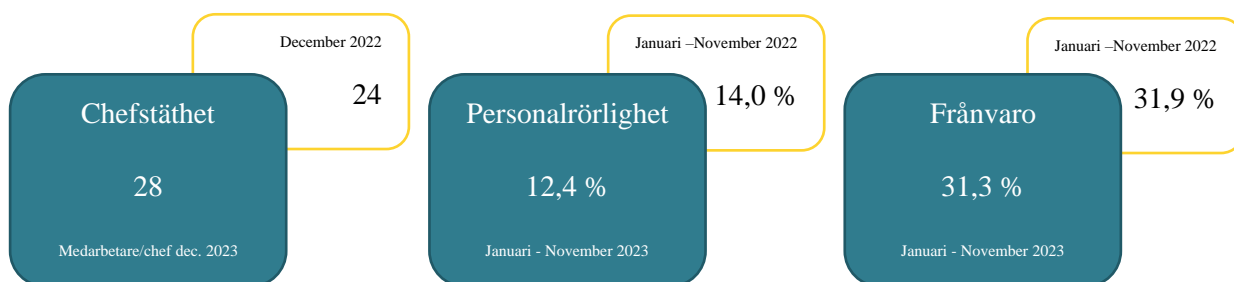 December 2022
24
Chefstäthet
28
Medarbetare/chef dec. 2023
Januari –November 2022
14,0 %
Personalrörlighet
12,4 %
Januari - November 2023
Januari –November 2022
31,9 %
Frånvaro
31,3 %
Januari - November 2023